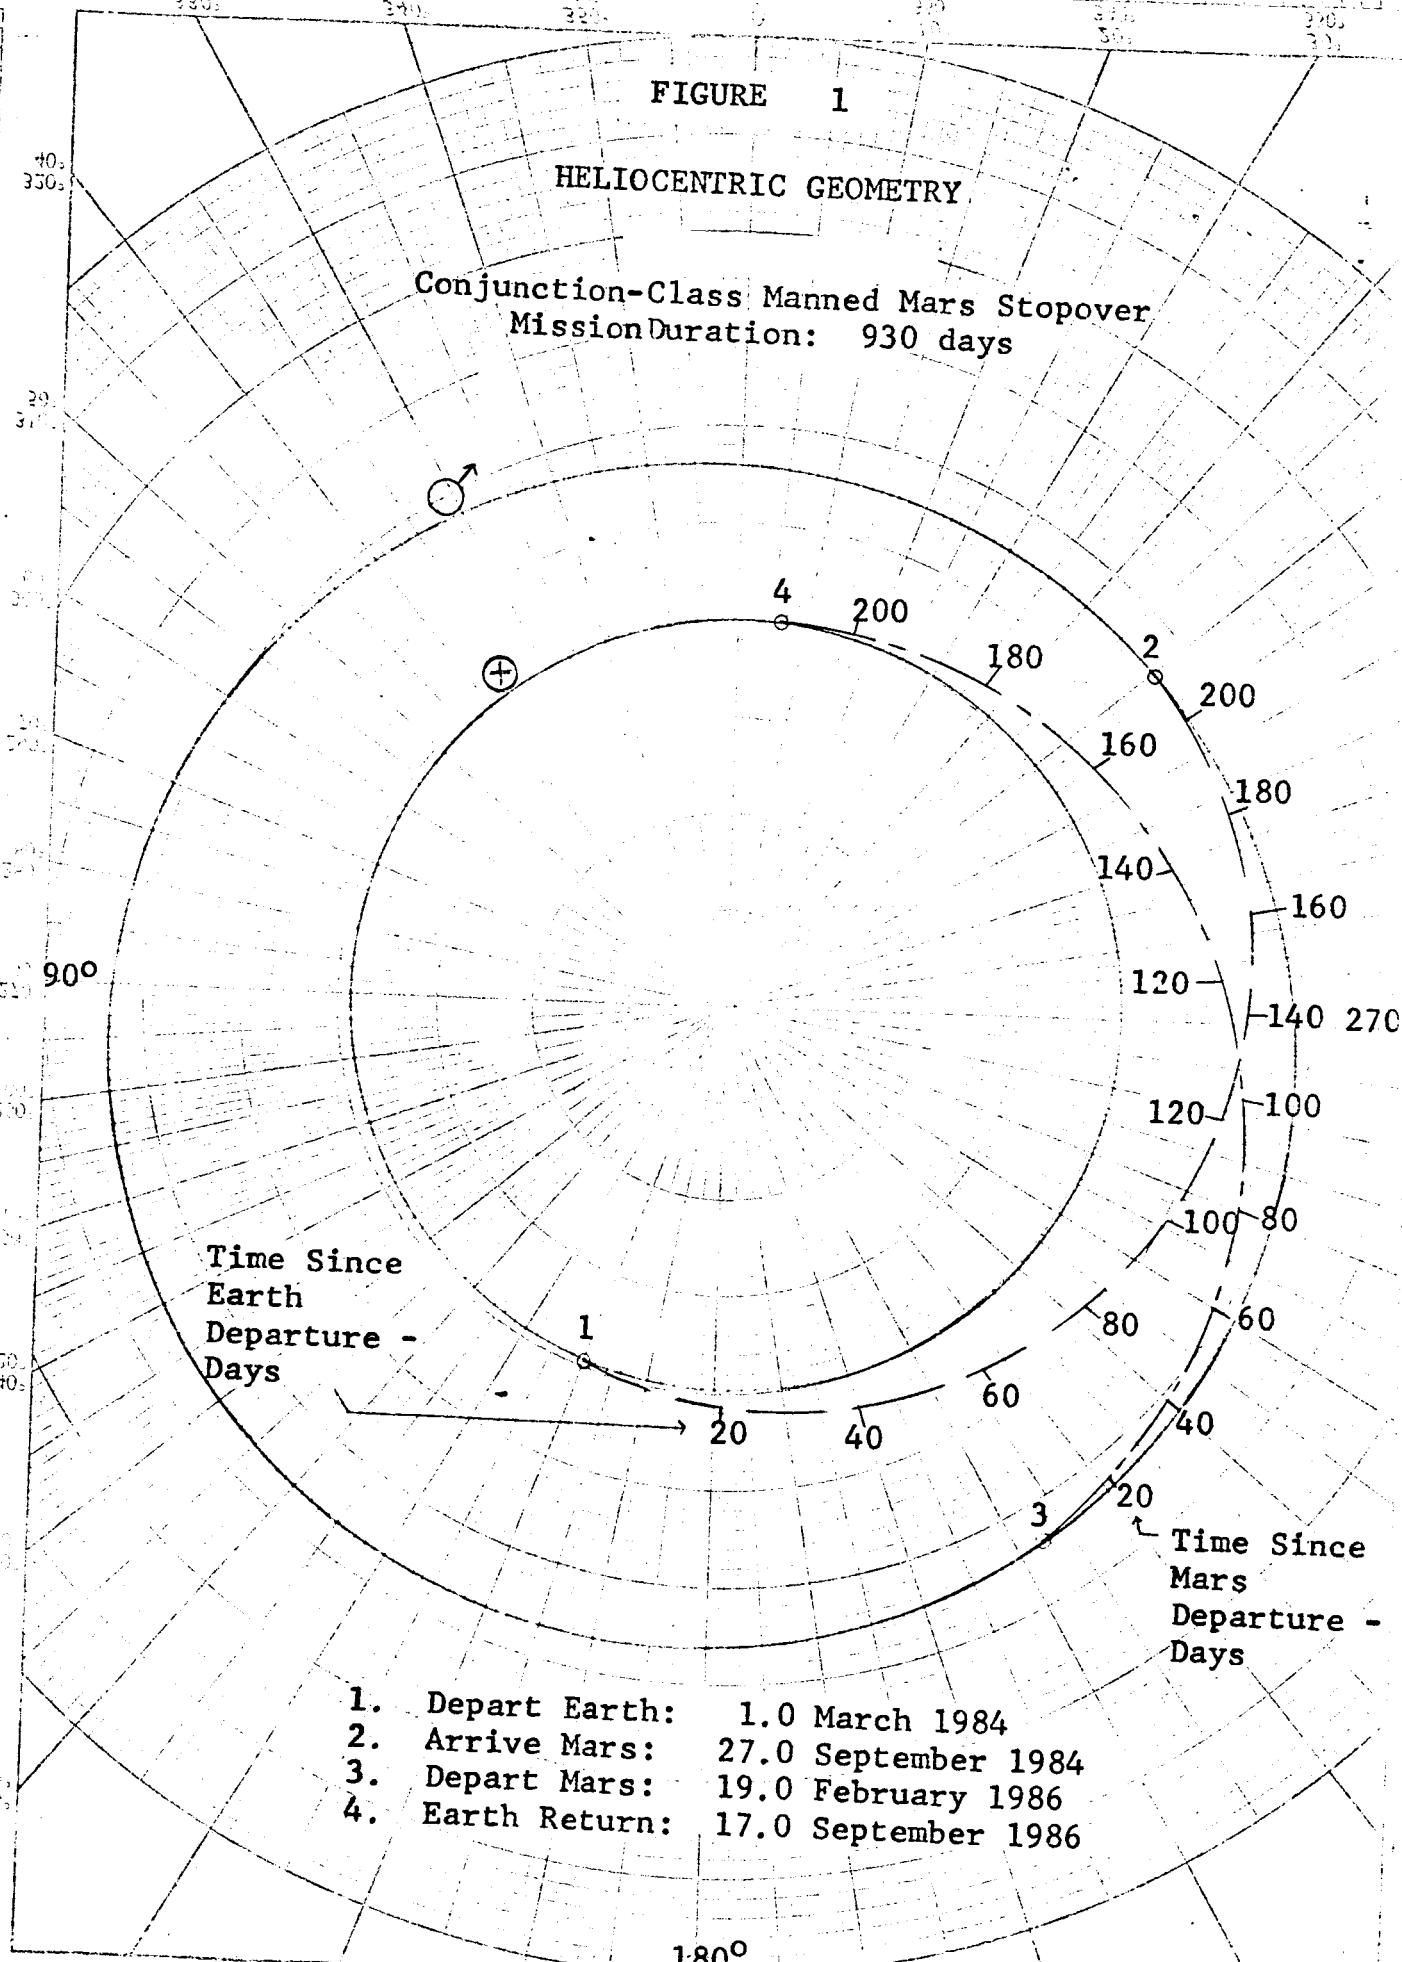 FIGURE 1
HELIOCENTRIC GEOMETRY
Conjunction-Class Manned Mars Stopover
Mission Duration: 930 days
4
200
180
2
200
160
180
140
160
90°
120
140 270
120
100
100
80
Time Since
Earth
Departure -
Days
1
80
60
60
20
40
40
3
20
Time Since
Mars
Departure -
Days
1. Depart Earth: 1.0 March 1984
2. Arrive Mars: 27.0 September 1984
3. Depart Mars: 19.0 February 1986
4. Earth Return: 17.0 September 1986
180°